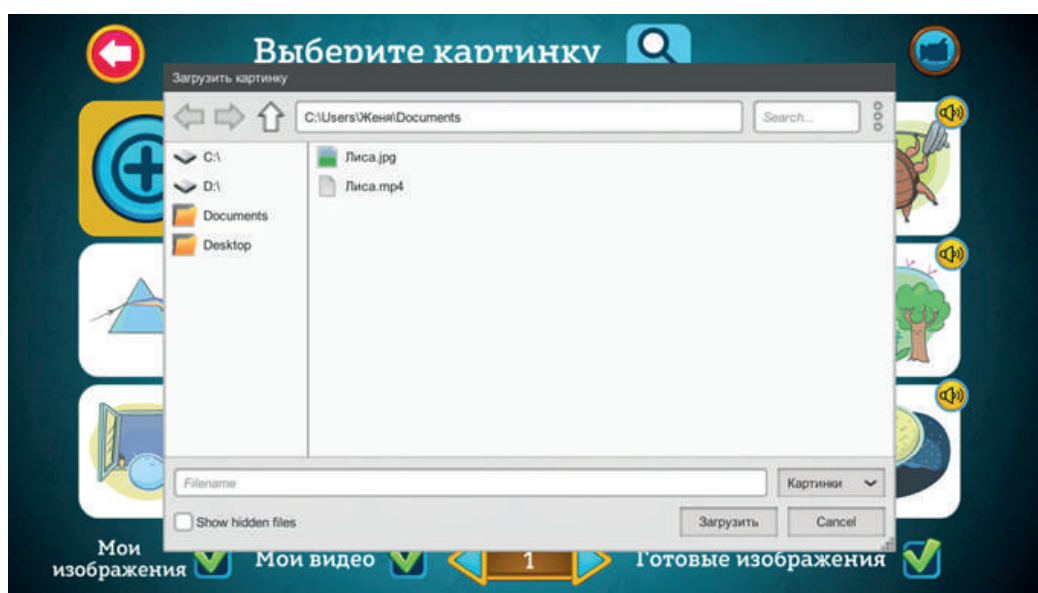 Выберите картинку
Загрузить картинку
C:\Users\Женя\Documents
Search...
C:\
D:\
Documents
Desktop
Лиса.jpg
Лиса.mp4
Filename
Картинки
Show hidden files
Загрузить
Cancel
Мои
изображения
Мои видео
1
Готовые изображения